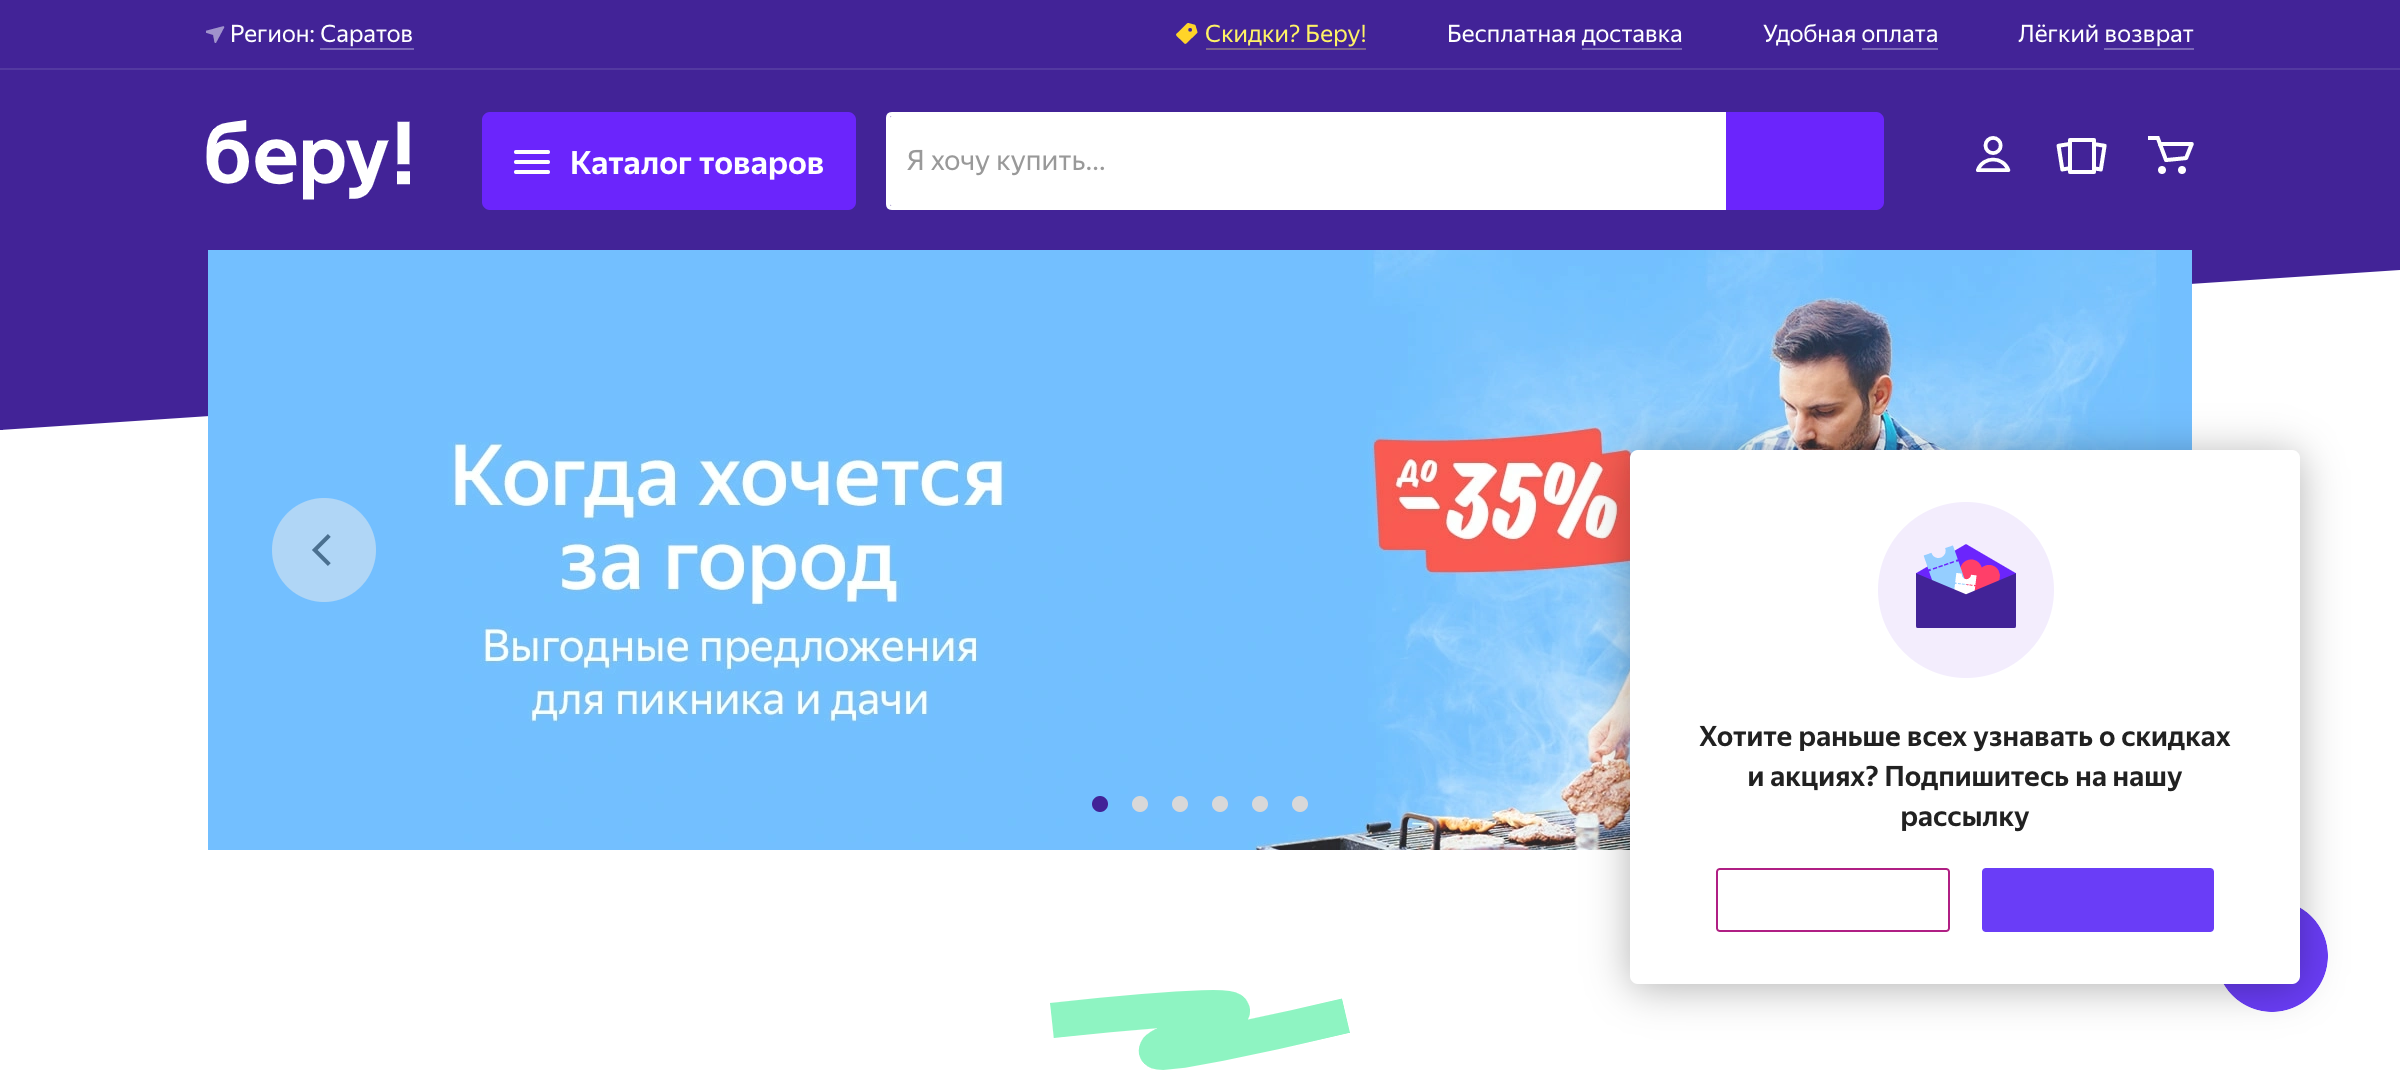 Регион: Саратов
Скидки? Беру!
Бесплатная доставка
Удобная оплата
Лёгкий возврат
беру!
Каталог товаров
Я хочу купить...
Когда хочется
за город
Выгодные предложения
для пикника и дачи
до
-35%
Хотите раньше всех узнавать о скидках
и акциях? Подпишитесь на нашу
рассылку